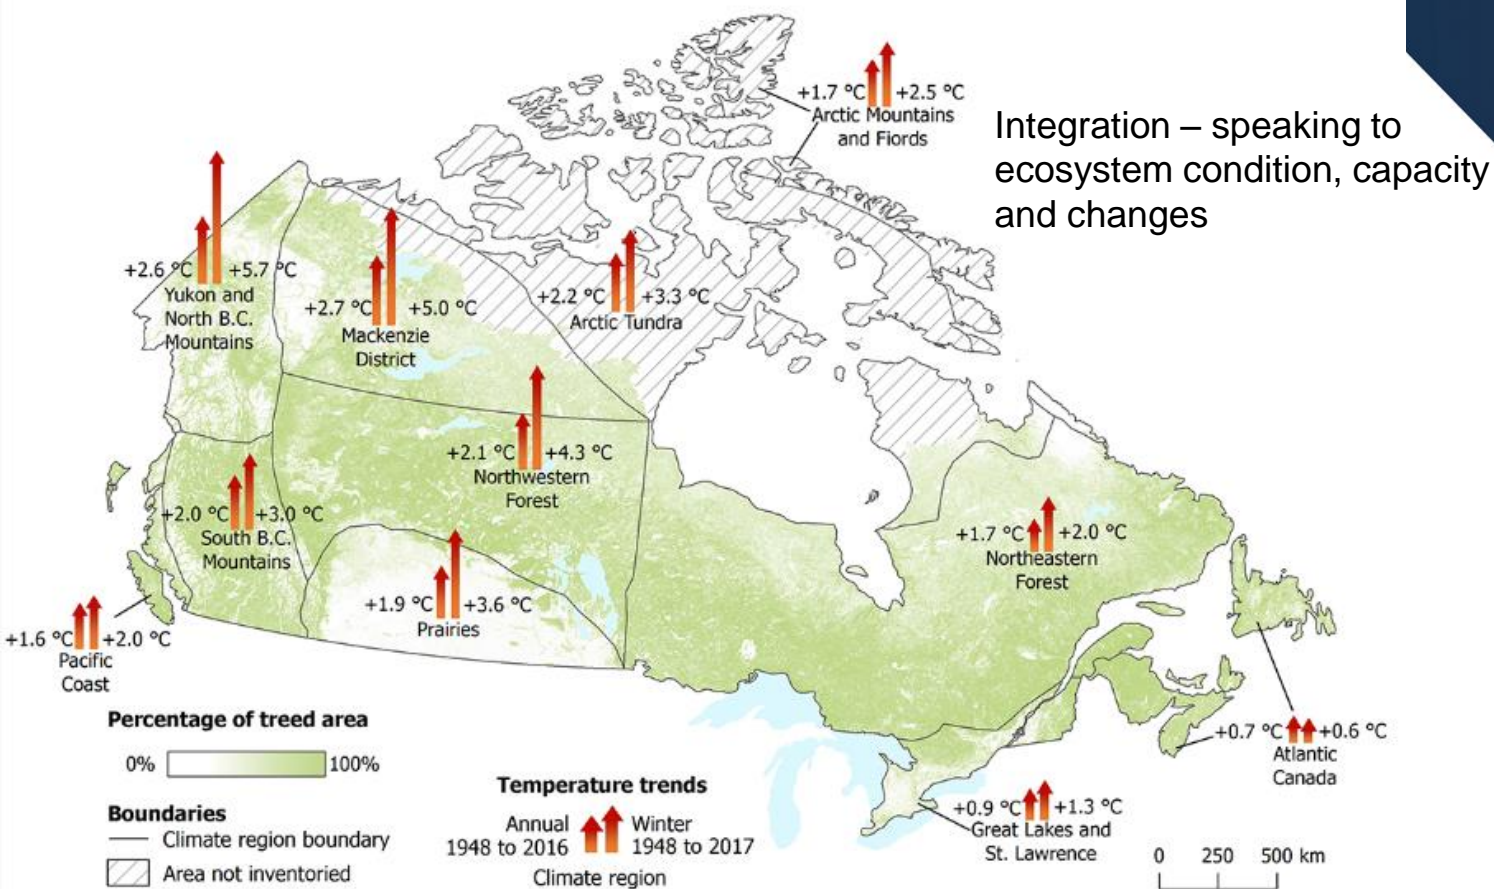 Integration – speaking to
ecosystem condition, capacity
and changes
+1.7 °C +2.5 °C
Arctic Mountains
and Fiords
+2.6 °C +5.7 °C
Yukon and
North B.C.
Mountains
+2.7 °C +5.0 °C
Mackenzie
District
+2.2 °C +3.3 °C
Arctic Tundra
+2.1 °C +4.3 °C
Northwestern
Forest
+2.0 °C +3.0 °C
South B.C.
Mountains
+1.7 °C +2.0 °C
Northeastern
Forest
+1.9 °C +3.6 °C
Prairies
+1.6 °C +2.0 °C
Pacific
Coast
+0.7 °C +0.6 °C
Atlantic
Canada
+0.9 °C +1.3 °C
Great Lakes and
St. Lawrence
Percentage of treed area
0% 100%
Boundaries
Climate region boundary
Area not inventoried
Temperature trends
Annual Winter
1948 to 2016 1948 to 2017
Climate region
0 250 500 km